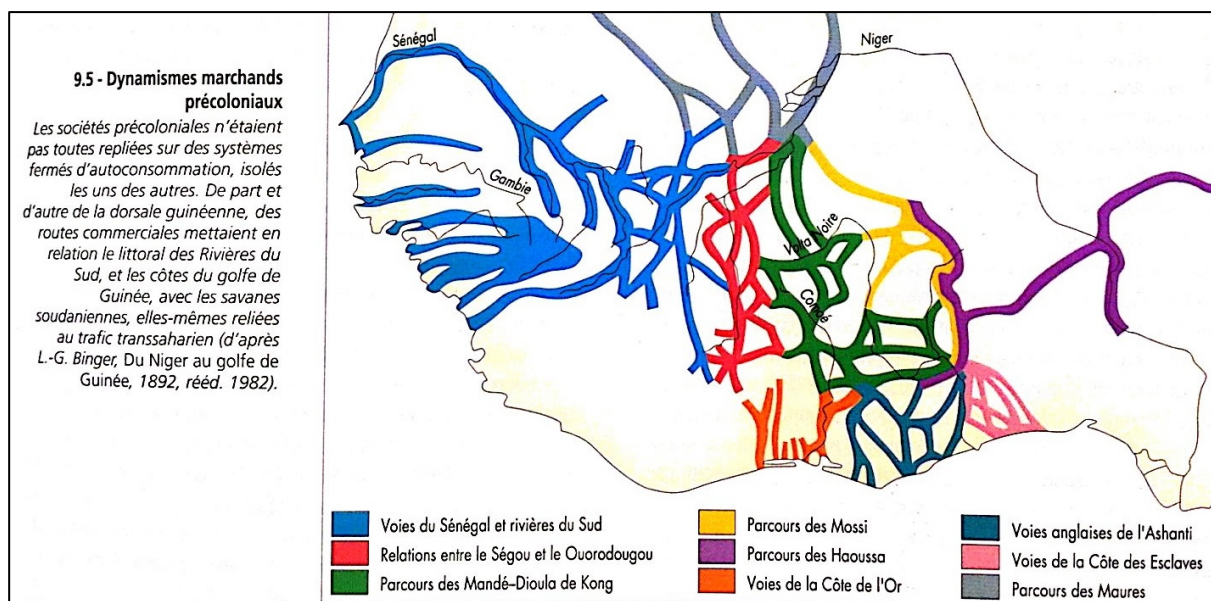 9.5 - Dynamismes marchands
précoloniaux
Les sociétés précoloniales n'étaient
pas toutes repliées sur des systèmes
fermés d'autoconsommation, isolés
les uns des autres. De part et
d'autre de la dorsale guinéenne, des
routes commerciales mettaient en
relation le littoral des Rivières du
Sud, et les côtes du golfe de
Guinée, avec les savanes
soudaniennes, elles-mêmes reliées
au trafic transsaharien (d'après
L.-G. Binger, Du Niger au golfe de
Guinée, 1892, rééd. 1982).
Sénégal
Niger
Gambie
Volta Noire
Comoé
Voies du Sénégal et rivières du Sud
Relations entre le Ségou et le Ouorodougou
Parcours des Mandé–Dioula de Kong
Parcours des Mossi
Parcours des Haoussa
Voies de la Côte de l'Or
Voies anglaises de l'Ashanti
Voies de la Côte des Esclaves
Parcours des Maures